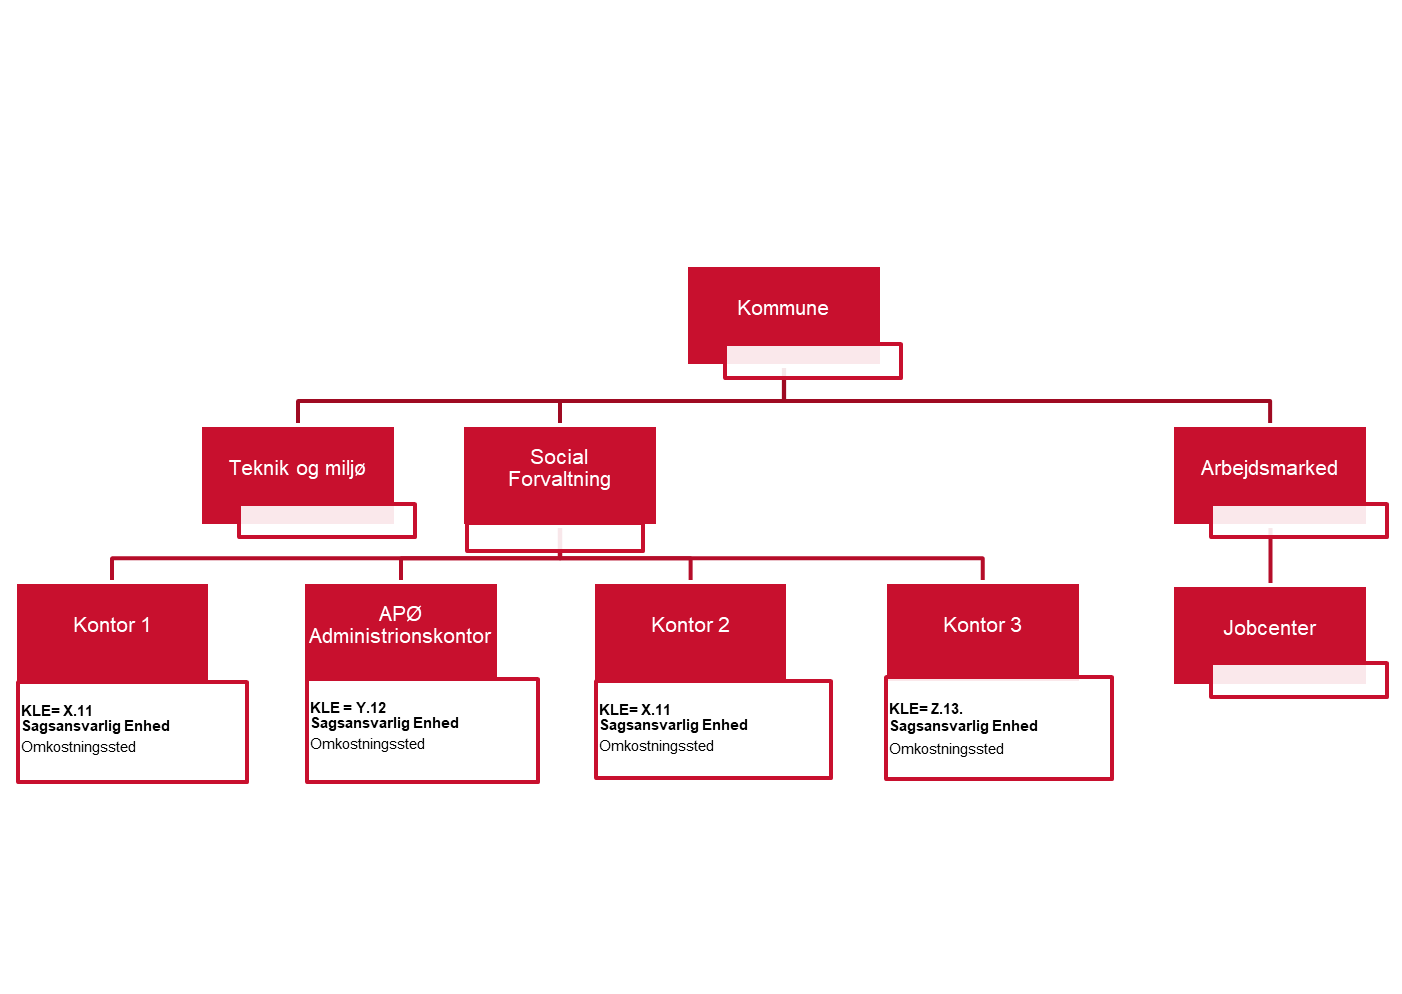 Kommune
Teknik og miljø
Social
Forvaltning
Arbejdsmarked
Kontor 1
APØ
Administrionskontor
Kontor 2
Kontor 3
Jobcenter
KLE= X.11
Sagsansvarlig Enhed
Omkostningssted
KLE = Y.12
Sagsansvarlig Enhed
Omkostningssted
KLE= X.11
Sagsansvarlig Enhed
Omkostningssted
KLE= Z.13.
Sagsansvarlig Enhed
Omkostningssted